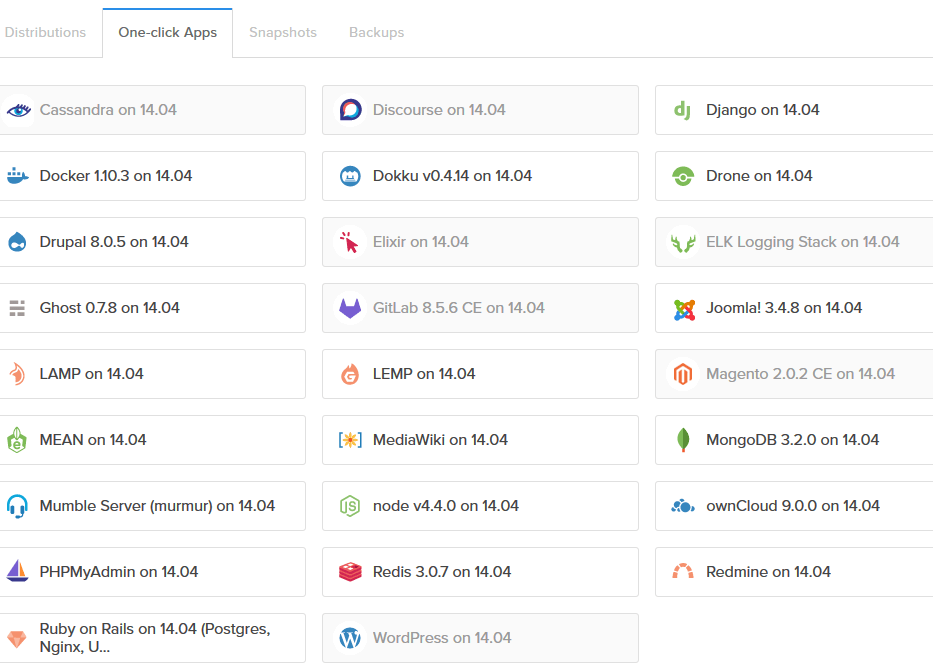 Distributions One-click Apps Snapshots Backups
Cassandra on 14.04 Discourse on 14.04 Django on 14.04
Docker 1.10.3 on 14.04 Dokku v0.4.14 on 14.04 Drone on 14.04
Drupal 8.0.5 on 14.04 Elixir on 14.04 ELK Logging Stack on 14.04
Ghost 0.7.8 on 14.04 GitLab 8.5.6 CE on 14.04 Joomla! 3.4.8 on 14.04
LAMP on 14.04 LEMP on 14.04 Magento 2.0.2 CE on 14.04
MEAN on 14.04 MediaWiki on 14.04 MongoDB 3.2.0 on 14.04
Mumble Server (murmur) on 14.04 node v4.4.0 on 14.04 ownCloud 9.0.0 on 14.04
PHPMyAdmin on 14.04 Redis 3.0.7 on 14.04 Redmine on 14.04
Ruby on Rails on 14.04 (Postgres,
Nginx, U... WordPress on 14.04